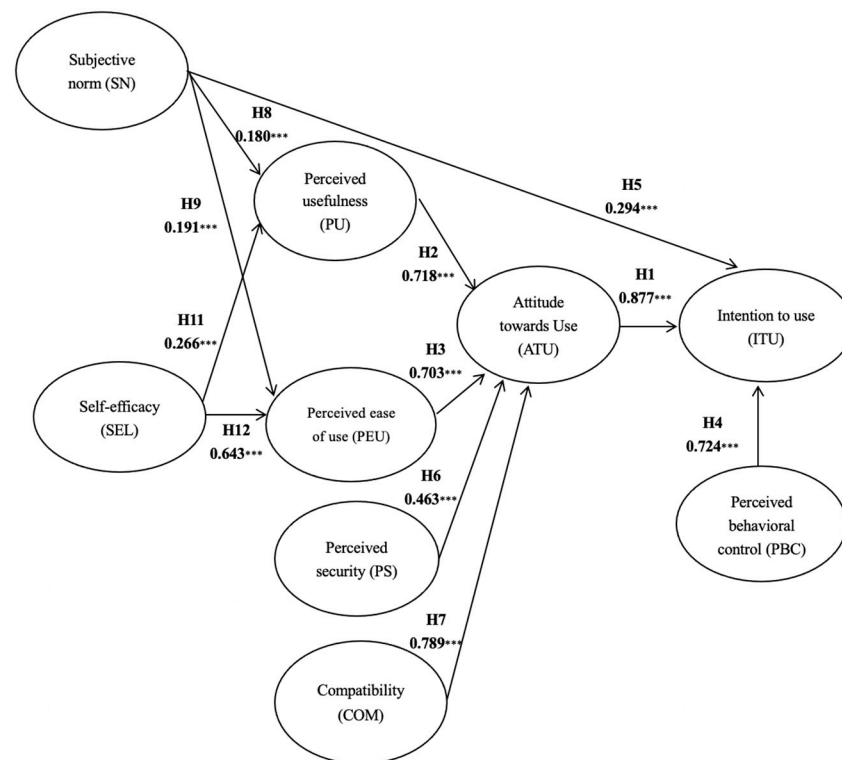 Subjective
norm (SN)
H8
0.180***
Perceived
usefulness
(PU)
H9
0.191***
H5
0.294***
H2
0.718***
Attitude
towards Use
(ATU)
H1
0.877***
Intention to use
(ITU)
H11
0.266***
H3
0.703***
Self-efficacy
(SEL)
H12
0.643***
Perceived ease
of use (PEU)
H4
0.724***
H6
0.463***
Perceived
behavioral
control (PBC)
Perceived
security (PS)
H7
0.789***
Compatibility
(COM)